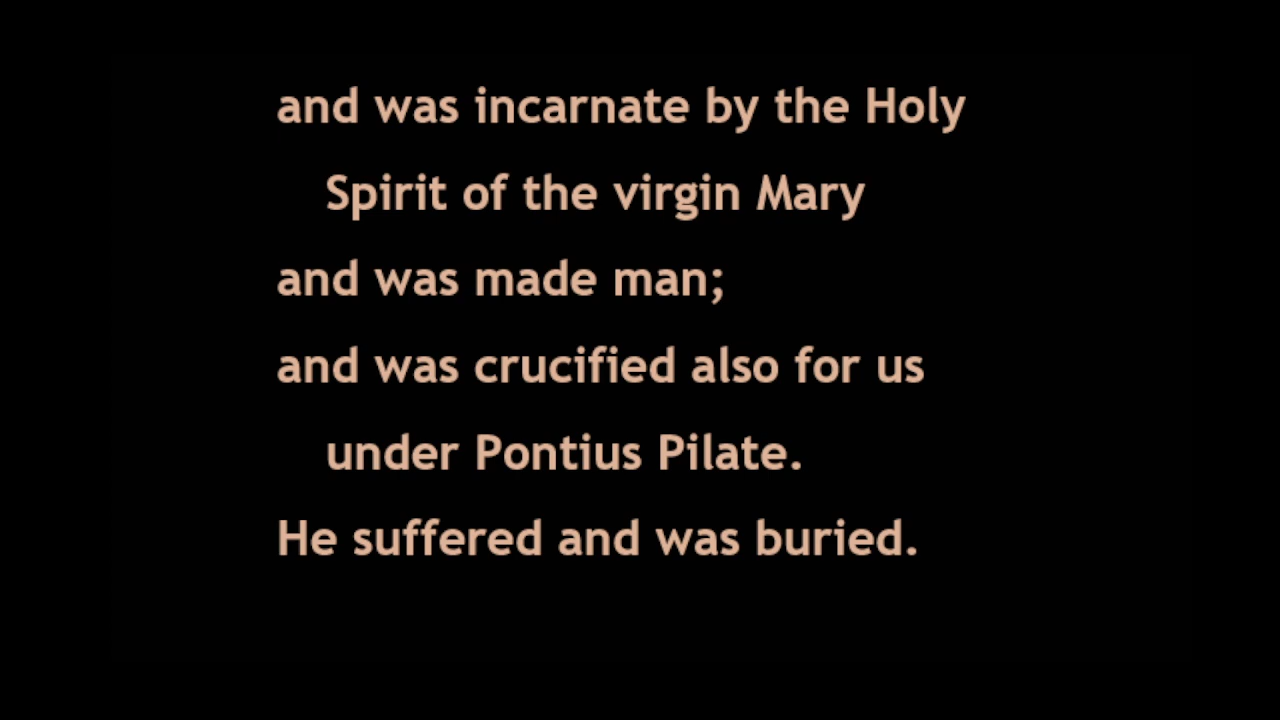 and was incarnate by the Holy
Spirit of the virgin Mary
and was made man;
and was crucified also for us
under Pontius Pilate.
He suffered and was buried.